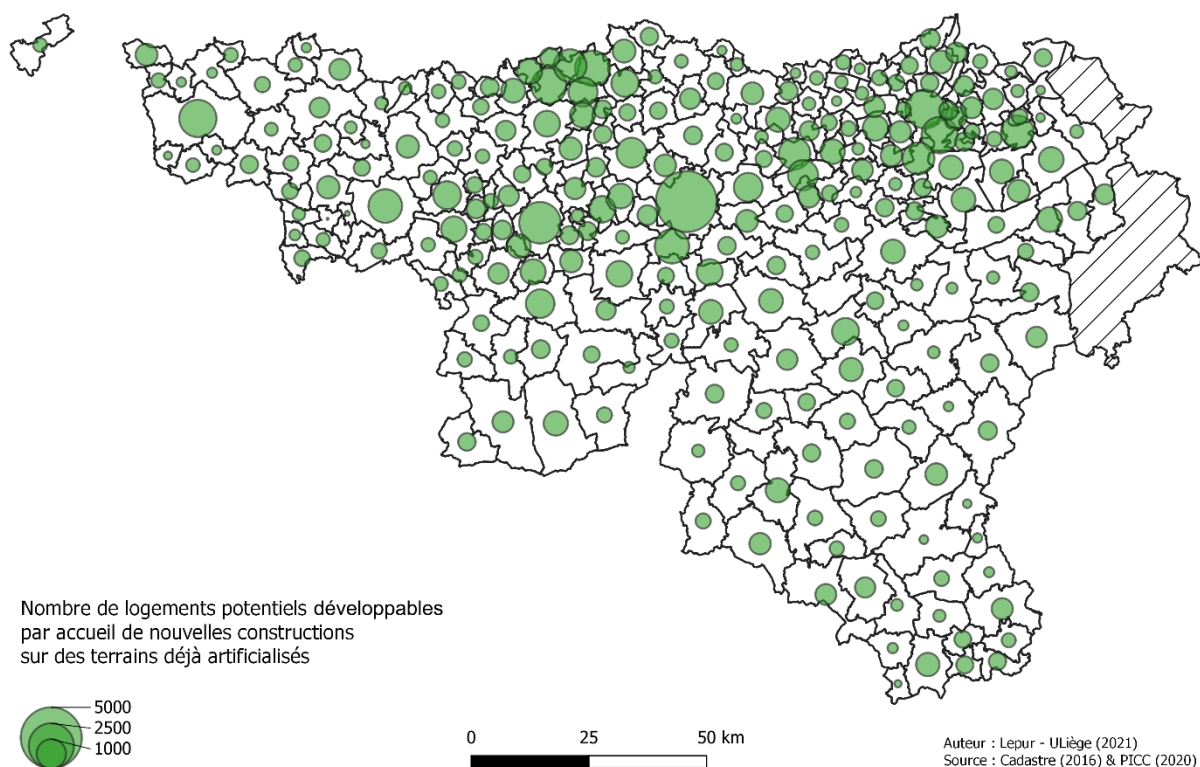 Nombre de logements potentiels développables
par accueil de nouvelles constructions
sur des terrains déjà artificialisés
5000
2500
1000
0 25 50 km
Auteur : Lepur - ULiège (2021)
Source : Cadastre (2016) & PICC (2020)